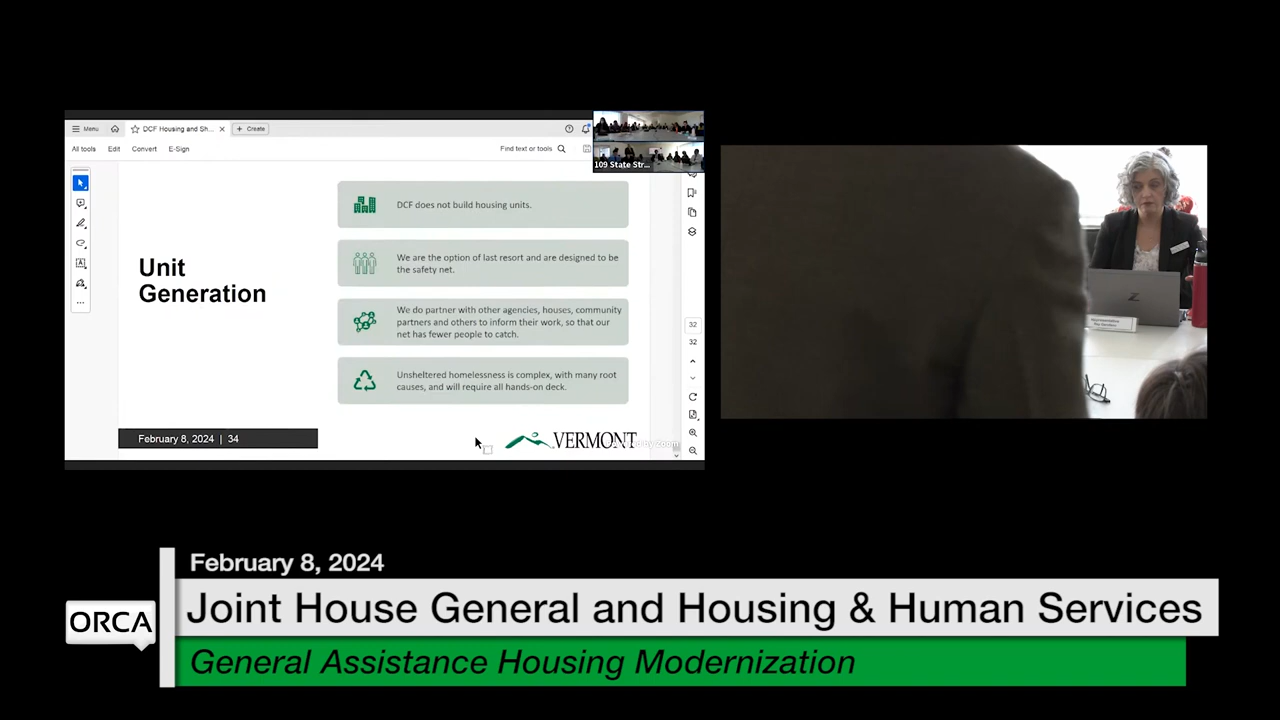 Menu
DCF Housing and Sh...
Create
All tools Edit Convert E-Sign
Find text or tools
109 State Str...
Unit
Generation
DCF does not build housing units.
We are the option of last resort and are designed to be
the safety net.
We do partner with other agencies, houses, community
partners and others to inform their work, so that our
net has fewer people to catch.
Unsheltered homelessness is complex, with many root
causes, and will require all hands-on deck.
32
32
February 8, 2024 | 34
VERMONT
Representative
February 8, 2024
ORCA
Joint House General and Housing & Human Services
General Assistance Housing Modernization